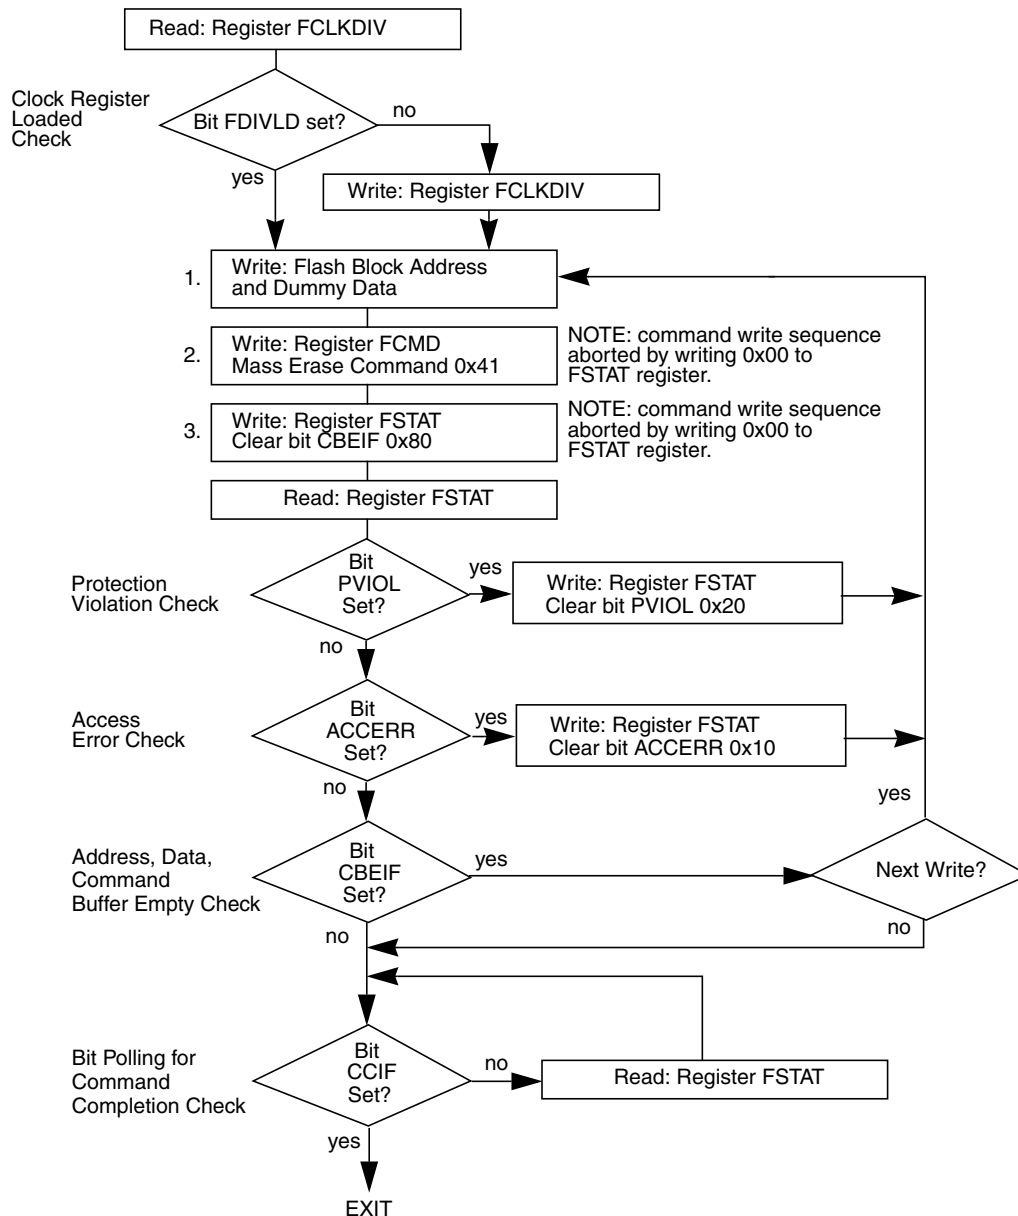 Read: Register FCLKDIV
Clock Register
Loaded
Check
Bit FDIVLD set?
no
yes
Write: Register FCLKDIV
1.
Write: Flash Block Address
and Dummy Data
2.
Write: Register FCMD
Mass Erase Command 0x41
NOTE: command write sequence
aborted by writing 0x00 to
FSTAT register.
3.
Write: Register FSTAT
Clear bit CBEIF 0x80
NOTE: command write sequence
aborted by writing 0x00 to
FSTAT register.
Read: Register FSTAT
Protection
Violation Check
Bit
PVIOL
Set?
yes
Write: Register FSTAT
Clear bit PVIOL 0x20
no
Access
Error Check
Bit
ACCERR
Set?
yes
Write: Register FSTAT
Clear bit ACCERR 0x10
no
yes
Address, Data,
Command
Buffer Empty Check
Bit
CBEIF
Set?
yes
Next Write?
no
no
Bit Polling for
Command
Completion Check
Bit
CCIF
Set?
no
Read: Register FSTAT
yes
EXIT